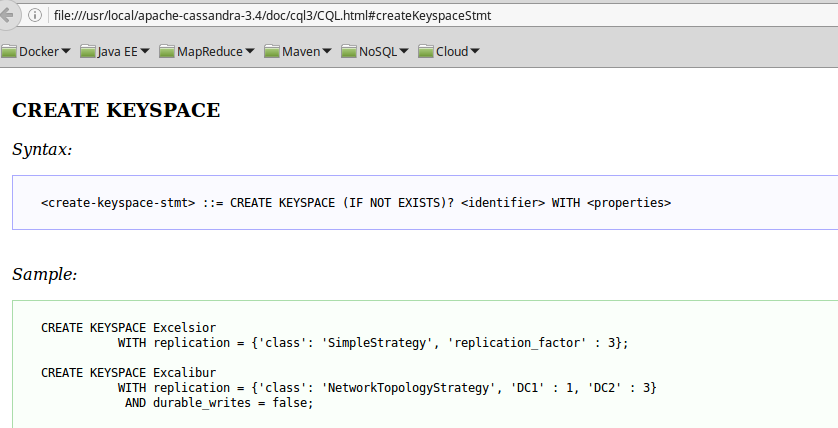 file:///usr/local/apache-cassandra-3.4/doc/cql3/CQL.html#createKeyspaceStmt
Docker Java EE MapReduce Maven NoSQL Cloud
CREATE KEYSPACE
Syntax:
<create-keyspace-stmt> ::= CREATE KEYSPACE (IF NOT EXISTS)? <identifier> WITH <properties>
Sample:
CREATE KEYSPACE Excelsior
WITH replication = {'class': 'SimpleStrategy', 'replication_factor' : 3};
CREATE KEYSPACE Excalibur
WITH replication = {'class': 'NetworkTopologyStrategy', 'DC1' : 1, 'DC2' : 3}
AND durable_writes = false;